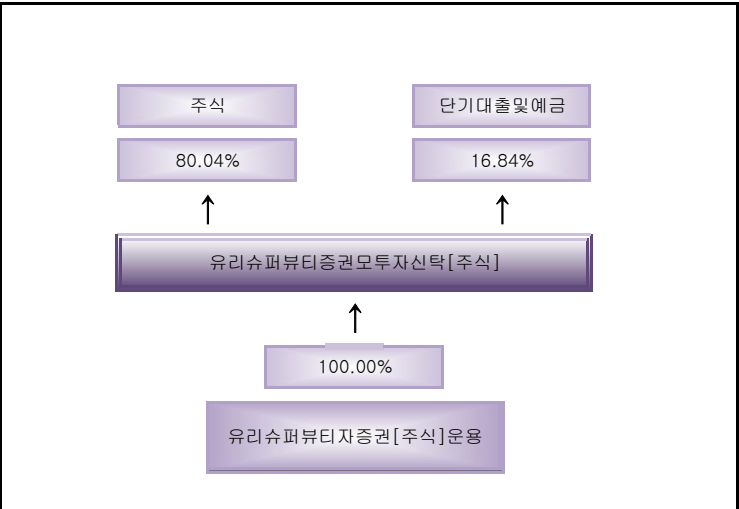 주식
단기대출및예금
80.04%
16.84%
↑
↑
유리슈퍼뷰티증권모투자신탁[주식]
↑
100.00%
유리슈퍼뷰티자증권[주식]운용